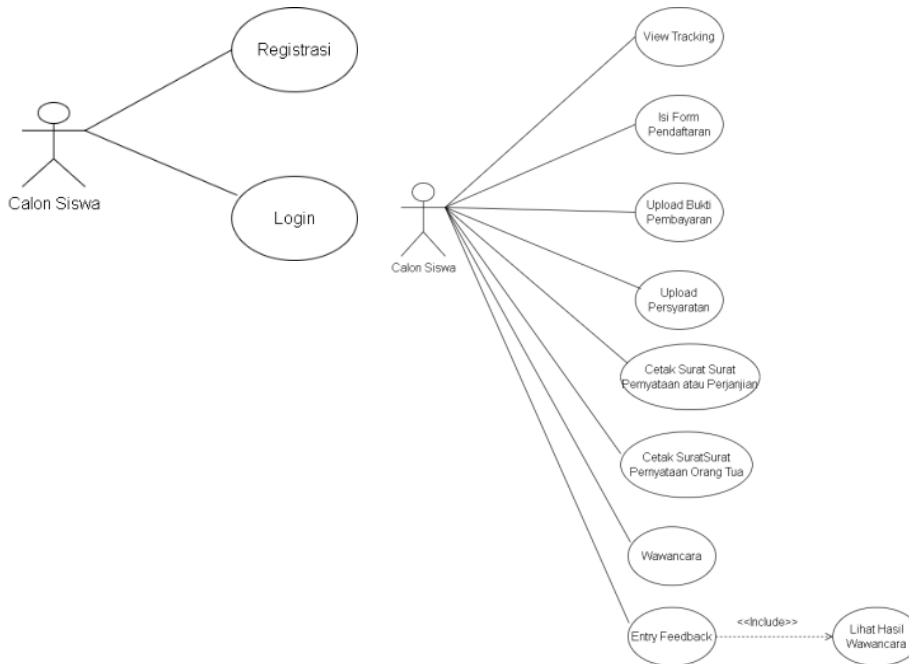 Registrasi
Calon Siswa
Login
View Tracking
Isi Form
Pendaftaran
Upload Bukti
Pembayaran
Calon Siswa
Upload
Persyaratan
Cetak Surat Surat
Pernyataan atau Perjanjian
Cetak SuratSurat
Pernyataan Orang Tua
Wawancara
Entry Feedback
<<Include>>
Lihat Hasil
Wawancara